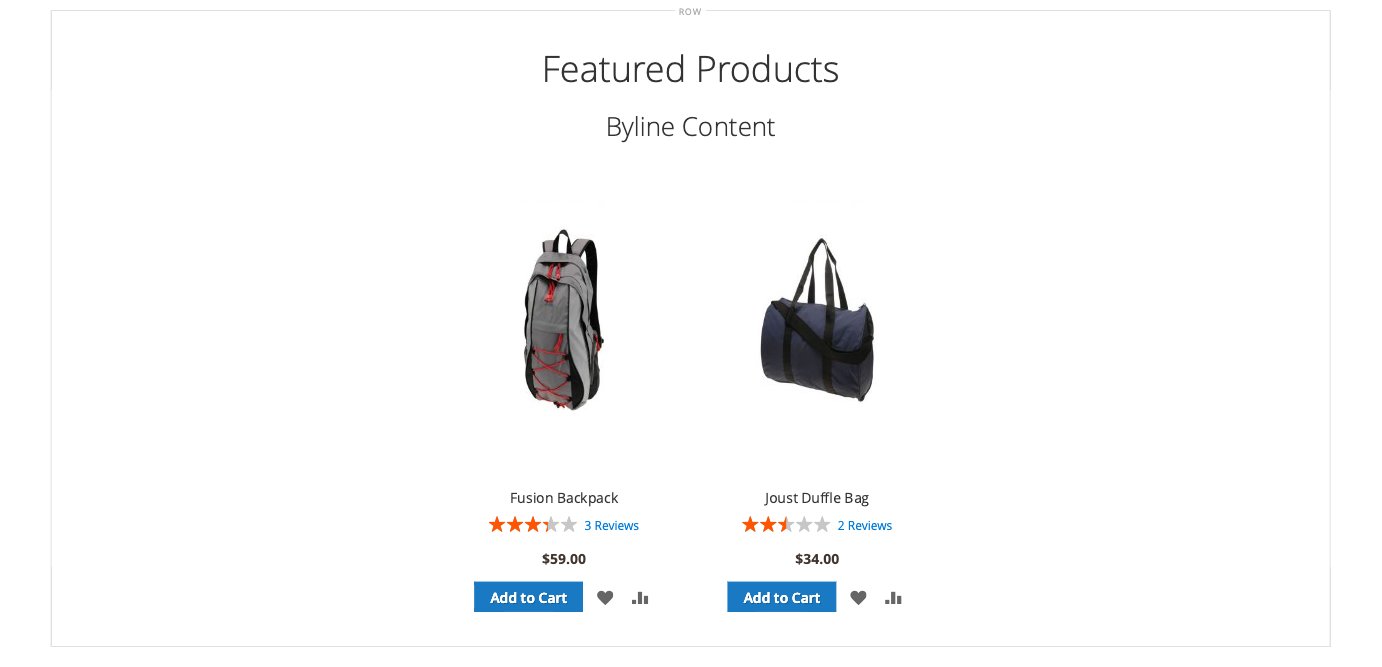 ROW
Featured Products
Byline Content
Fusion Backpack
3 Reviews
$59.00
Add to Cart
Joust Duffle Bag
2 Reviews
$34.00
Add to Cart